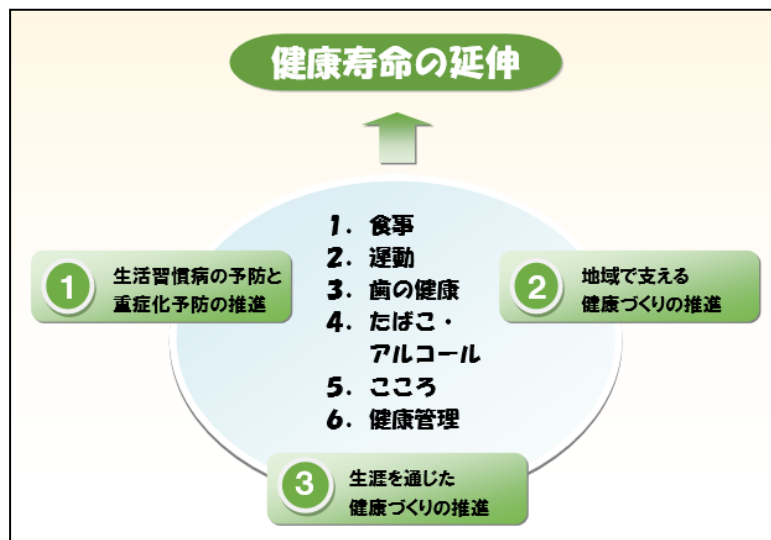 健康寿命の延伸
1. 食事
2. 運動
3. 歯の健康
4. たばこ・
アルコール
5. こころ
6. 健康管理
1 生活習慣病の予防と
重症化予防の推進
2 地域で支える
健康づくりの推進
3 生涯を通じた
健康づくりの推進